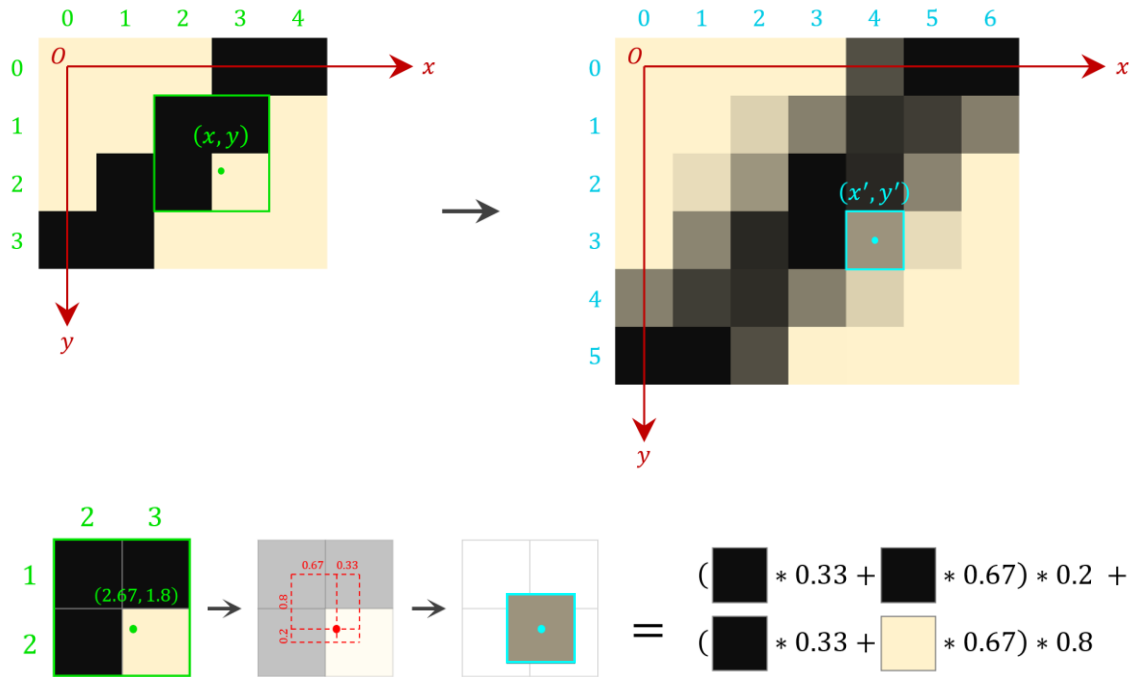 0 1 2 3 4
0 1 2 3 4 5 6
O x
O x
0
1
2
3
0
1
2
3
4
5
(x, y)
(x′, y′)
y
y
2 3
1
2
(2.67, 1.8)
0.67 0.33
0.8
0.2
= ( * 0.33 + * 0.67) * 0.2 +
( * 0.33 + * 0.67) * 0.8